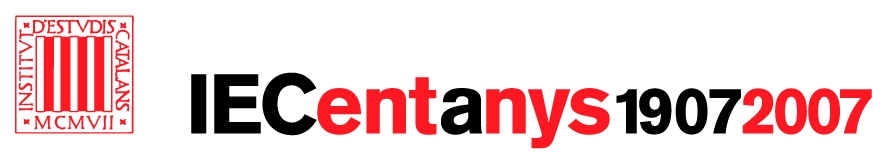 INSTITVT D'ESTVDIS CATALANS
MCMVII
IECentanys19072007